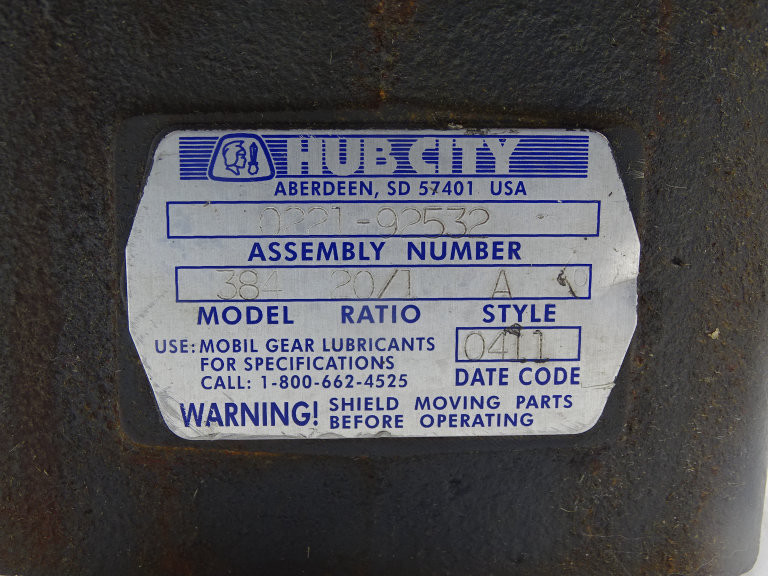 HUB CITY
ABERDEEN, SD 57401 USA
0221-92532
ASSEMBLY NUMBER
384 20/1 A
MODEL RATIO STYLE
USE: MOBIL GEAR LUBRICANTS
FOR SPECIFICATIONS
CALL: 1-800-662-4525
0411
DATE CODE
WARNING! SHIELD MOVING PARTS
BEFORE OPERATING